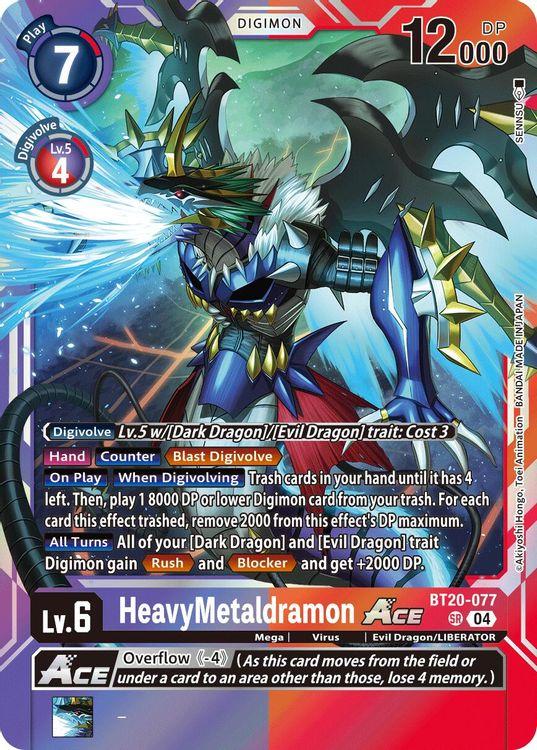 Play
7
DIGIMON
12000
DP
Digivolve
Lv.5
4
SENNSU
Digivolve Lv.5 w/[Dark Dragon]/[Evil Dragon] trait: Cost 3
Hand Counter Blast Digivolve
On Play When Digivolving Trash cards in your hand until it has 4
left. Then, play 1 8000 DP or lower Digimon card from your trash. For each
card this effect trashed, remove 2000 from this effect's DP maximum.
All Turns All of your [Dark Dragon] and [Evil Dragon] trait
Digimon gain Rush and Blocker and get +2000 DP.
©Akiyoshi Hongo, Toei Animation BANDAI MADE IN JAPAN
Lv.6
HeavyMetaldramon ACE
BT20-077
SR 04
Mega | Virus | Evil Dragon/LIBERATOR
ACE Overflow《-4》(As this card moves from the field or
under a card to an area other than those, lose 4 memory.)
–